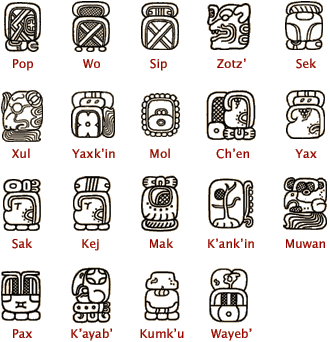 Pop Wo Sip Zotz' Sek
Xul Yaxk'in Mol Ch'en Yax
Sak Kej Mak K'ank'in Muwan
Pax K'ayab' Kumk'u Wayeb'